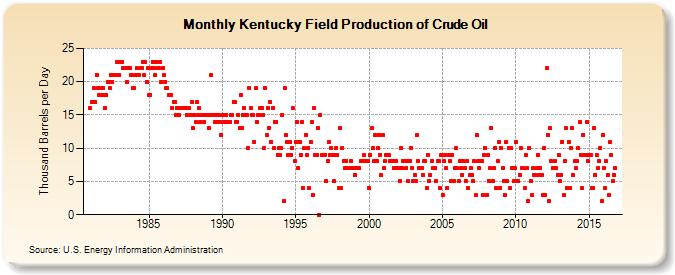 Monthly Kentucky Field Production of Crude Oil
Thousand Barrels per Day
25
20
15
10
5
0
1985 1990 1995 2000 2005 2010 2015
Source: U.S. Energy Information Administration